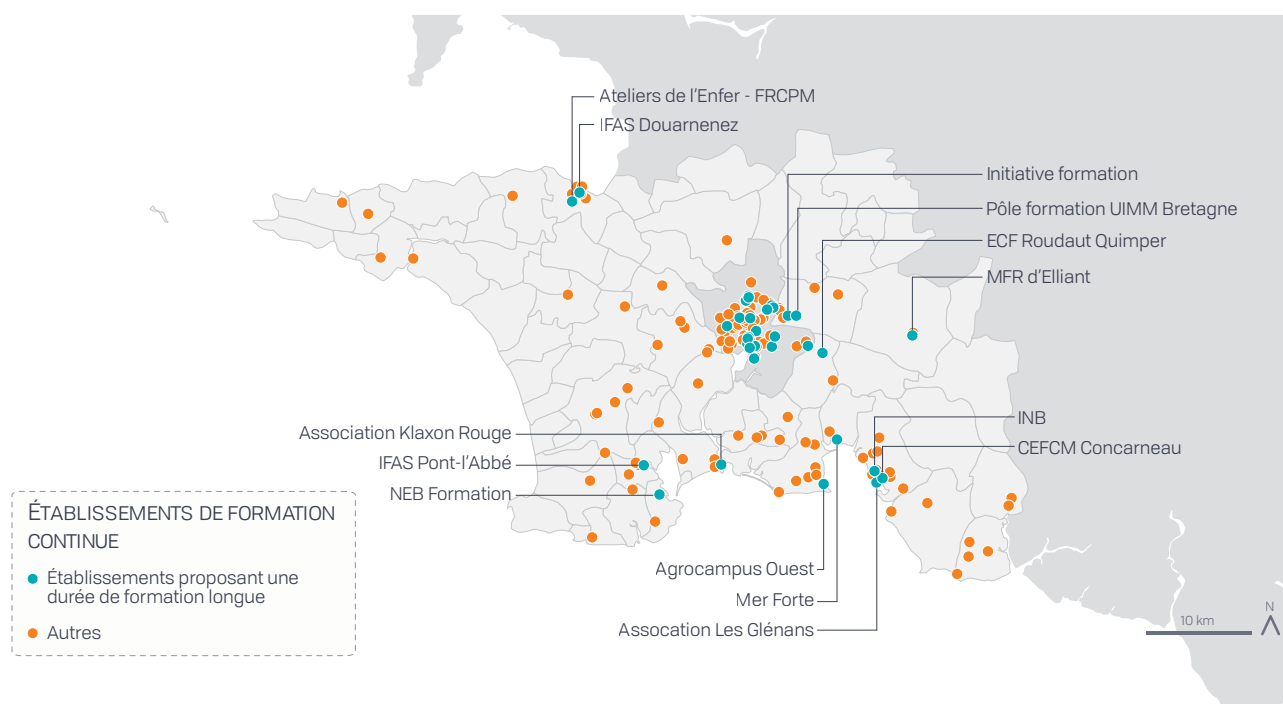 Ateliers de l'Enfer - FRCPM
IFAS Douarnenez
Initiative formation
Pôle formation UIMM Bretagne
ECF Roudaut Quimper
MFR d'Elliant
INB
CEFCM Concarneau
Association Klaxon Rouge
IFAS Pont-l'Abbé
NEB Formation
Agrocampus Ouest
Mer Forte
Assocation Les Glénans
ÉTABLISSEMENTS DE FORMATION
CONTINUE
Établissements proposant une
durée de formation longue
Autres
10 km
N